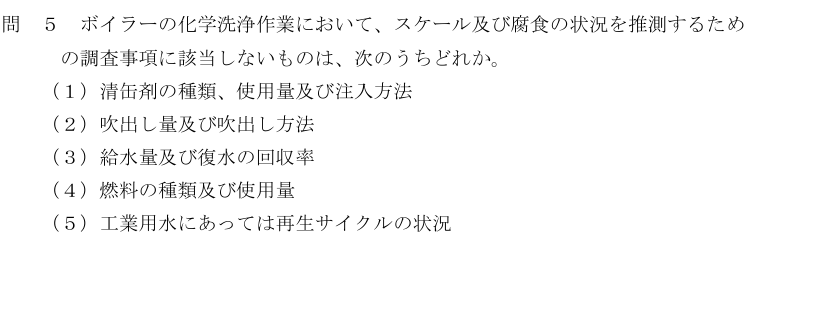 問　５　ボイラーの化学洗浄作業において、スケール及び腐食の状況を推測するため
の調査事項に該当しないものは、次のうちどれか。
（１）清缶剤の種類、使用量及び注入方法
（２）吹出し量及び吹出し方法
（３）給水量及び復水の回収率
（４）燃料の種類及び使用量
（５）工業用水にあっては再生サイクルの状況